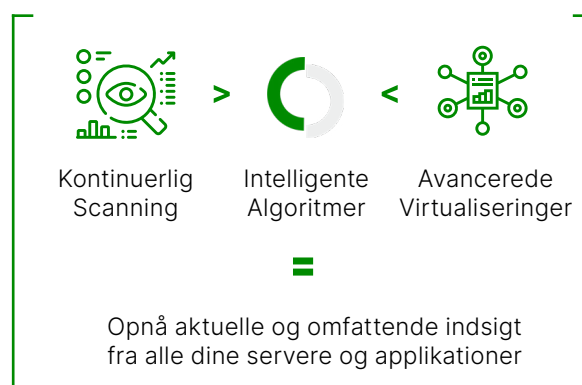 > <
Kontinuerlig Intelligente Avancerede
Scanning Algoritmer Virtualiseringer
=
Opnå aktuelle og omfattende indsigt
fra alle dine servere og applikationer